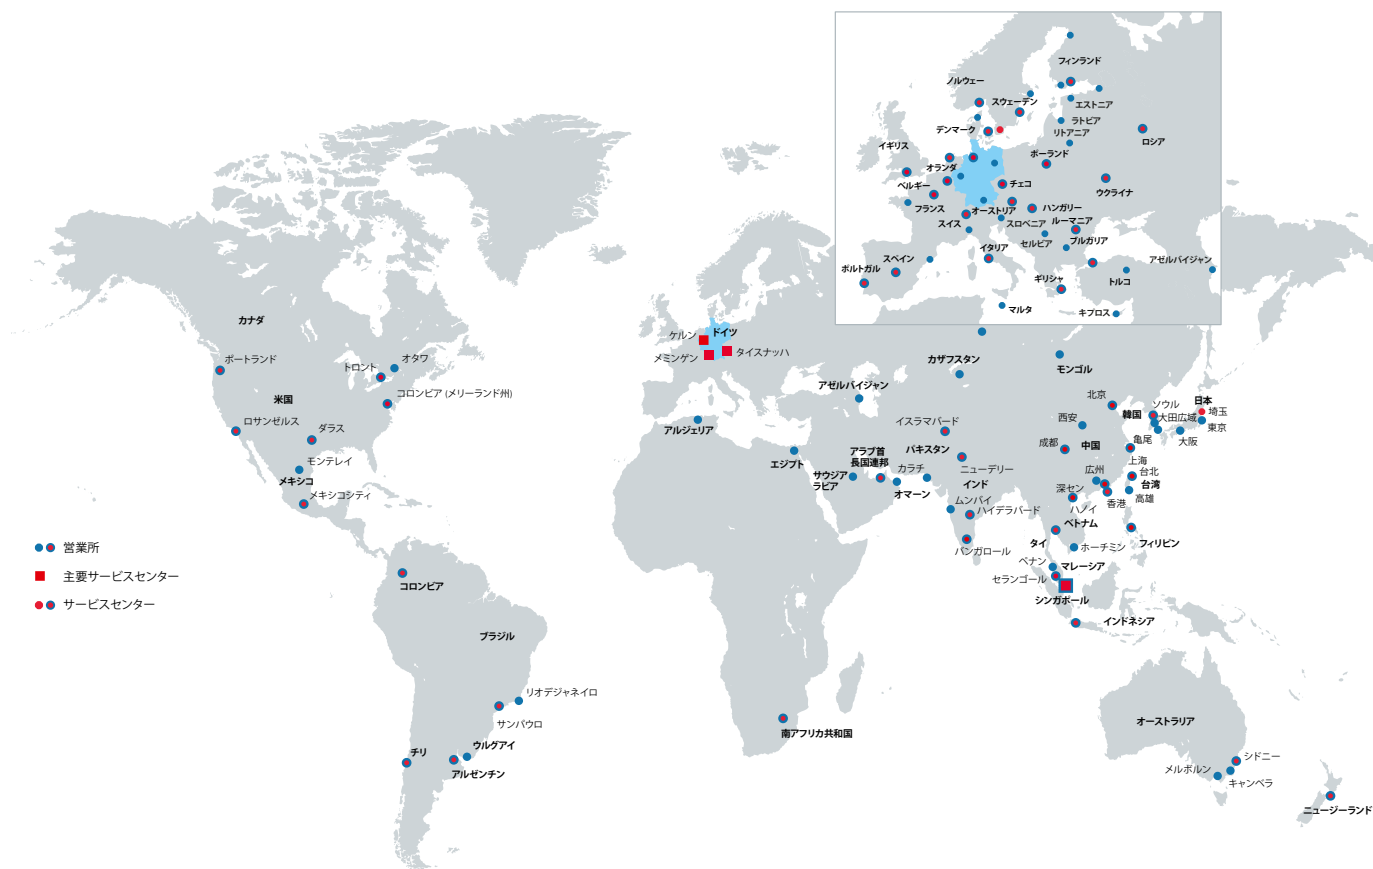 フィンランド
ノルウェー
スウェーデン
エストニア
デンマーク
ラトビア
リトアニア
ロシア
イギリス
オランダ
ポーランド
ベルギー
チェコ
ウクライナ
フランス
オーストリア
ハンガリー
スイス
スロベニア
ルーマニア
セルビア
ブルガリア
イタリア
スペイン
ポルトガル
アゼルバイジャン
ギリシャ
トルコ
マルタ
キプロス
カナダ
ポートランド
トロント
オタワ
コロンビア (メリーランド州)
米国
ロサンゼルス
ダラス
モンテレイ
メキシコ
メキシコシティ
営業所
主要サービスセンター
サービスセンター
コロンビア
ブラジル
リオデジャネイロ
サンパウロ
ウルグアイ
チリ
アルゼンチン
ケルン
ドイツ
メミンゲン
タイスナッハ
カザフスタン
モンゴル
アゼルバイジャン
アルジェリア
エジプト
イスラマバード
パキスタン
アラブ首
長国連邦
サウジア
ラビア
オマーン
カラチ
ニューデリー
インド
ムンバイ
ハイデラバード
バンガロール
北京
西安
成都
中国
韓国
ソウル
大田広域
亀尾
日本
埼玉
東京
大阪
上海
台北
台湾
高雄
広州
深セン
香港
ハノイ
ベトナム
タイ
ホーチミン
フィリピン
ペナン
マレーシア
セランゴール
シンガポール
インドネシア
南アフリカ共和国
オーストラリア
シドニー
メルボルン
キャンベラ
ニュージーランド